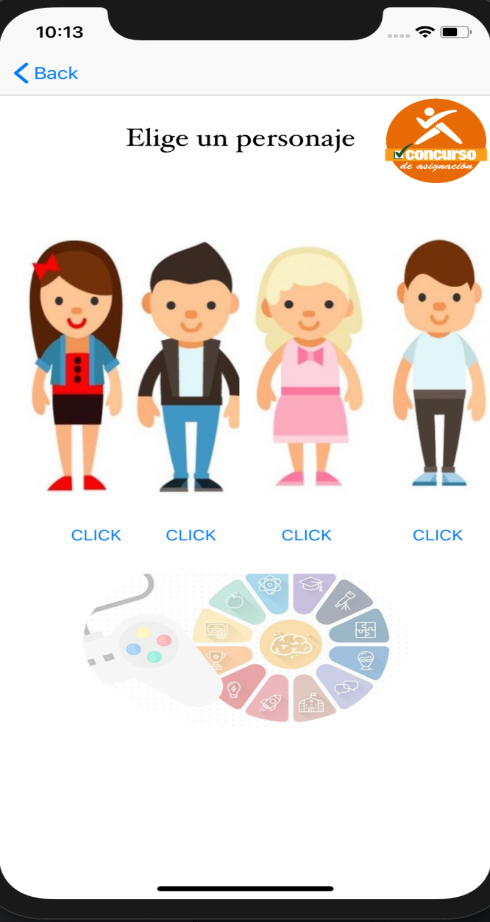 10:13
Back
Elige un personaje
concurso
de asignación
CLICK CLICK CLICK CLICK